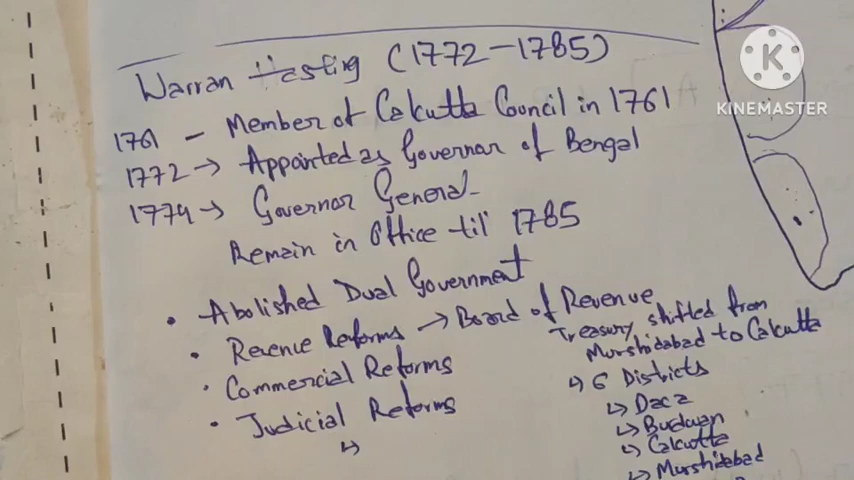 Warran Hasting (1772-1785)
1761 - Member of Calcutta Council in 1761
1772 → Appointed as Governor of Bengal
1774 → Governor General
Remain in Office til' 1785
• Abolished Dual Government
• Revenue Reforms → Board of Revenue
Treasury shifted from
Murshidabad to Calcutta
↳ 6 Districts
↳ Daca
↳ Burdwan
↳ Calcutta
↳ Murshidabad
• Commercial Reforms
• Judicial Reforms
↳
KINEMASTER